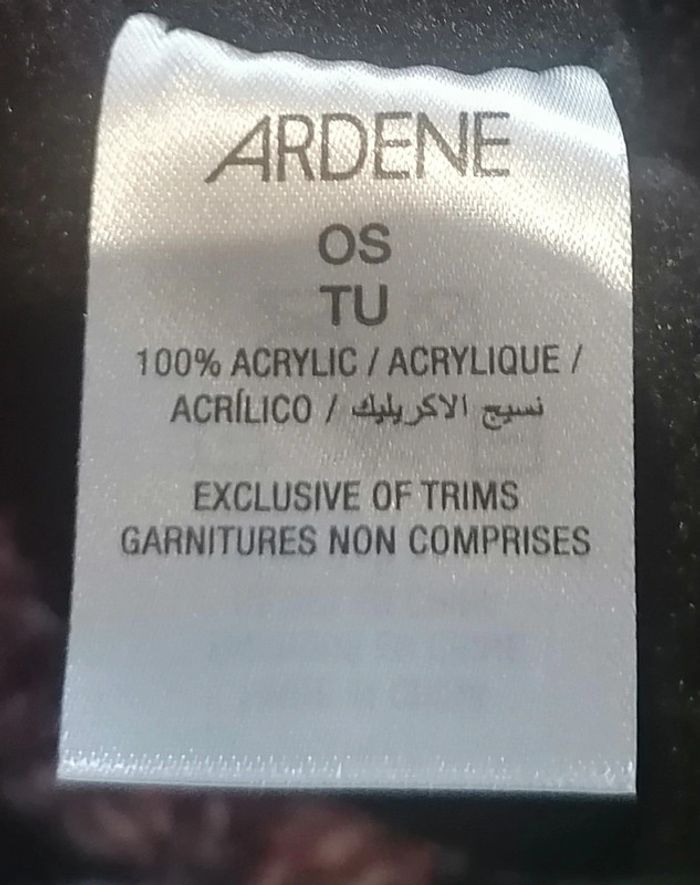 ARDENE
OS
TU
100% ACRYLIC / ACRYLIQUE /
ACRÍLICO / نسيج الاكريليك
EXCLUSIVE OF TRIMS
GARNITURES NON COMPRISES